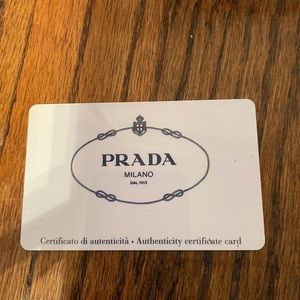 PRADA
MILANO
DAL 1913
Certificato di autenticità • Authenticity certificate card